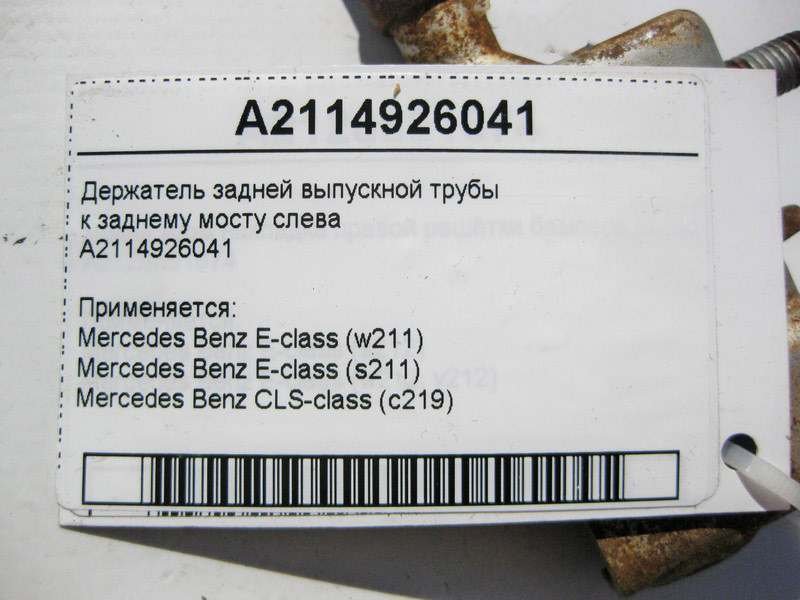 A2114926041
Держатель задней выпускной трубы
к заднему мосту слева
A2114926041
Применяется:
Mercedes Benz E-class (w211)
Mercedes Benz E-class (s211)
Mercedes Benz CLS-class (c219)